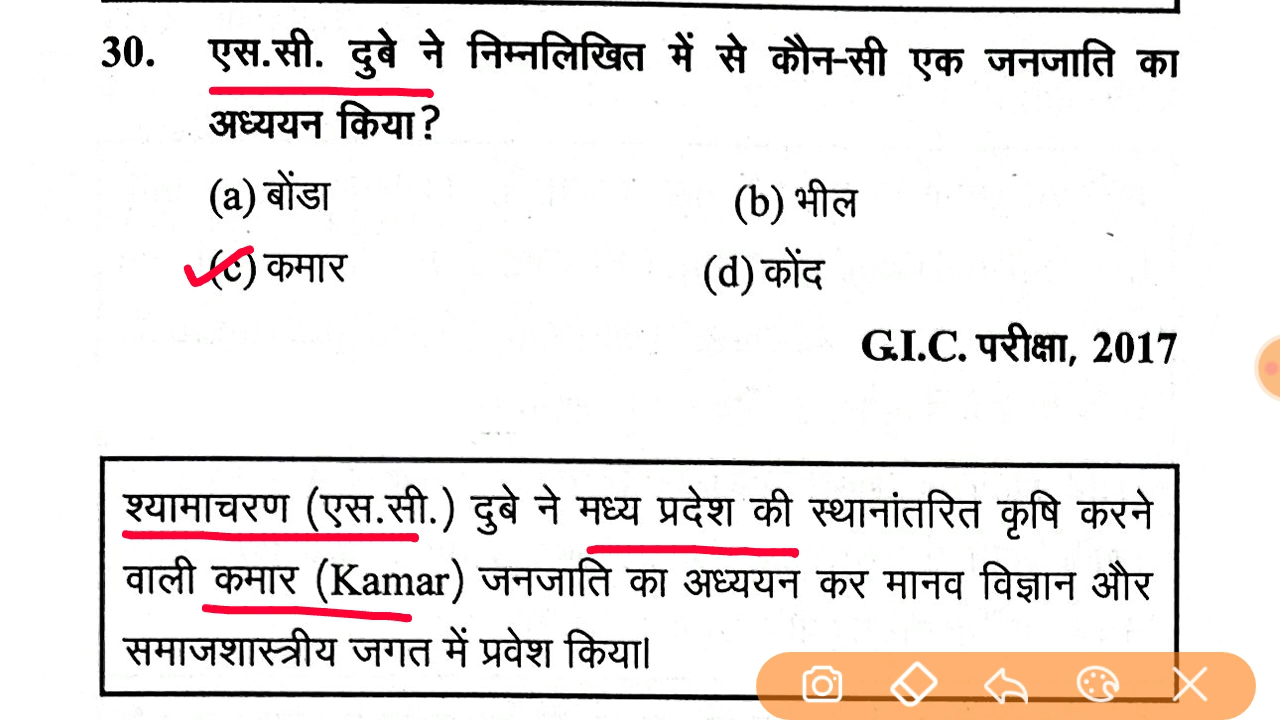 30. एस.सी. दुबे ने निम्नलिखित में से कौन-सी एक जनजाति का
अध्ययन किया?
(a) बोंडा (b) भील
(c) कमार (d) कोंद
G.I.C. परीक्षा, 2017
श्यामाचरण (एस.सी.) दुबे ने मध्य प्रदेश की स्थानांतरित कृषि करने
वाली कमार (Kamar) जनजाति का अध्ययन कर मानव विज्ञान और
समाजशास्त्रीय जगत में प्रवेश किया।